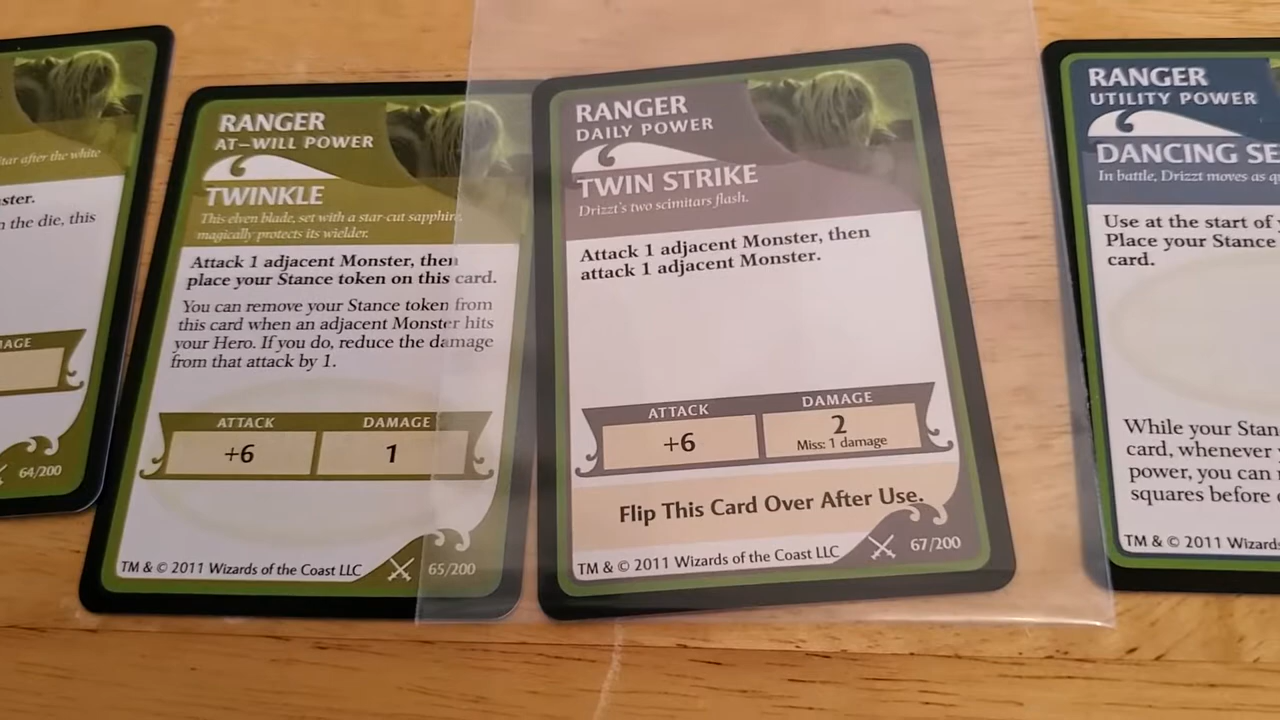 tar after the white
ster.
n the die, this
AGE
64/200
RANGER
AT-WILL POWER
TWINKLE
This elven blade, set with a star-cut sapphire,
magically protects its wielder.
Attack 1 adjacent Monster, then
place your Stance token on this card.
You can remove your Stance token from
this card when an adjacent Monster hits
your Hero. If you do, reduce the damage
from that attack by 1.
ATTACK DAMAGE
+6 1
TM & © 2011 Wizards of the Coast LLC 65/200
RANGER
DAILY POWER
TWIN STRIKE
Drizzt's two scimitars flash.
Attack 1 adjacent Monster, then
attack 1 adjacent Monster.
ATTACK DAMAGE
+6 2
Miss: 1 damage
Flip This Card Over After Use.
TM & © 2011 Wizards of the Coast LLC 67/200
RANGER
UTILITY POWER
DANCING SE
In battle, Drizzt moves as q
Use at the start of
Place your Stance
card.
While your Stan
card, whenever
power, you can
squares before
TM & © 2011 Wizards